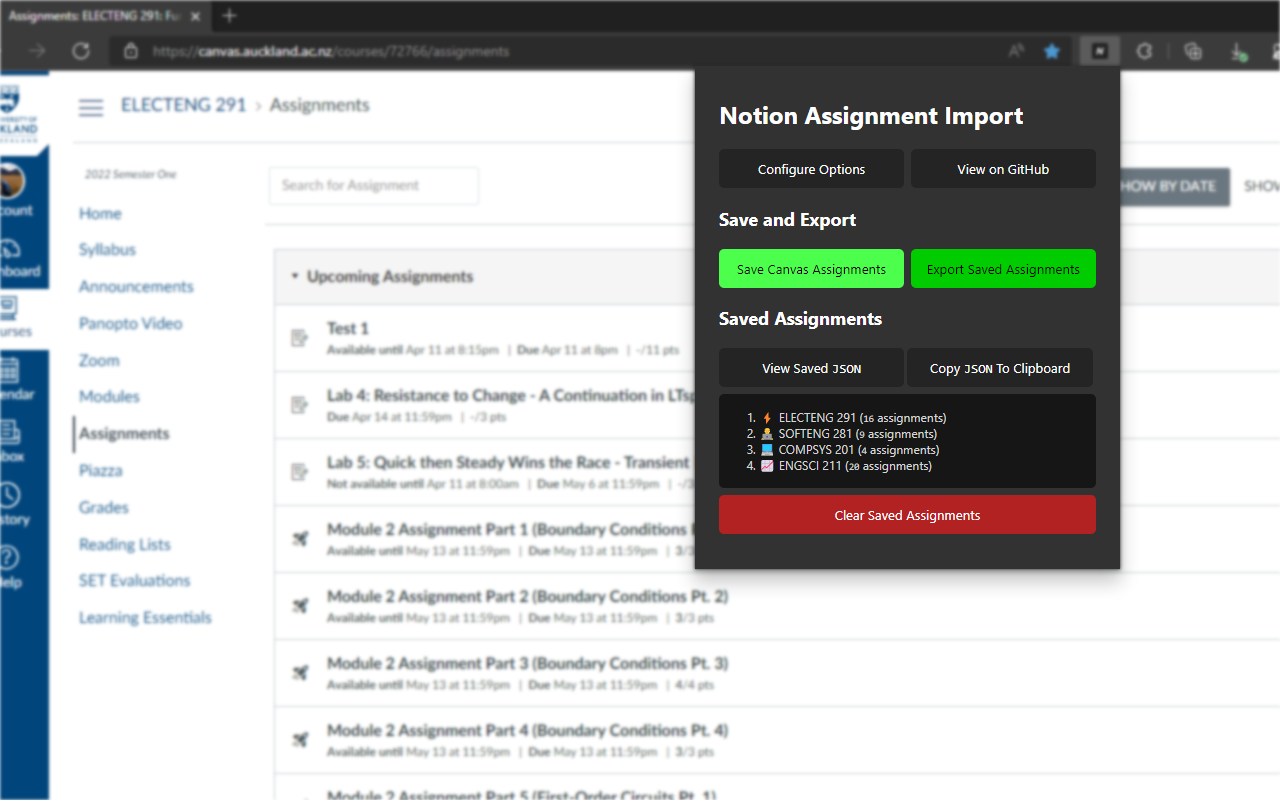 Assignments: ELECTENG 291: Fu
https://canvas.auckland.ac.nz/courses/72766/assignments
ELECTENG 291 › Assignments
2022 Semester One
Home
Syllabus
Announcements
Panopto Video
Zoom
Modules
Assignments
Piazza
Grades
Reading Lists
SET Evaluations
Learning Essentials
Search for Assignment
HOW BY DATE
SHOW
Upcoming Assignments
Test 1
Available until Apr 11 at 8:15pm | Due Apr 11 at 8pm | -/11 pts
Lab 4: Resistance to Change - A Continuation in LTsp
Due Apr 14 at 11:59pm | -/3 pts
Lab 5: Quick then Steady Wins the Race - Transient
Not available until Apr 11 at 8:00am | Due May 6 at 11:59pm | -/3
Module 2 Assignment Part 1 (Boundary Conditions
Available until May 13 at 11:59pm | Due May 13 at 11:59pm | 3/3
Module 2 Assignment Part 2 (Boundary Conditions Pt. 2)
Available until May 13 at 11:59pm | Due May 13 at 11:59pm | 3/3 pts
Module 2 Assignment Part 3 (Boundary Conditions Pt. 3)
Available until May 13 at 11:59pm | Due May 13 at 11:59pm | 4/4 pts
Module 2 Assignment Part 4 (Boundary Conditions Pt. 4)
Available until May 13 at 11:59pm | Due May 13 at 11:59pm | 3/3 pts
Module 2 Assignment Part 5 (First-Order Circuits Pt. 1)
Notion Assignment Import
Configure Options
View on GitHub
Save and Export
Save Canvas Assignments
Export Saved Assignments
Saved Assignments
View Saved JSON
Copy JSON To Clipboard
1. ⚡ ELECTENG 291 (16 assignments)
2. 👨‍💻 SOFTENG 281 (9 assignments)
3. 💻 COMPSYS 201 (4 assignments)
4. 📈 ENGSCI 211 (20 assignments)
Clear Saved Assignments